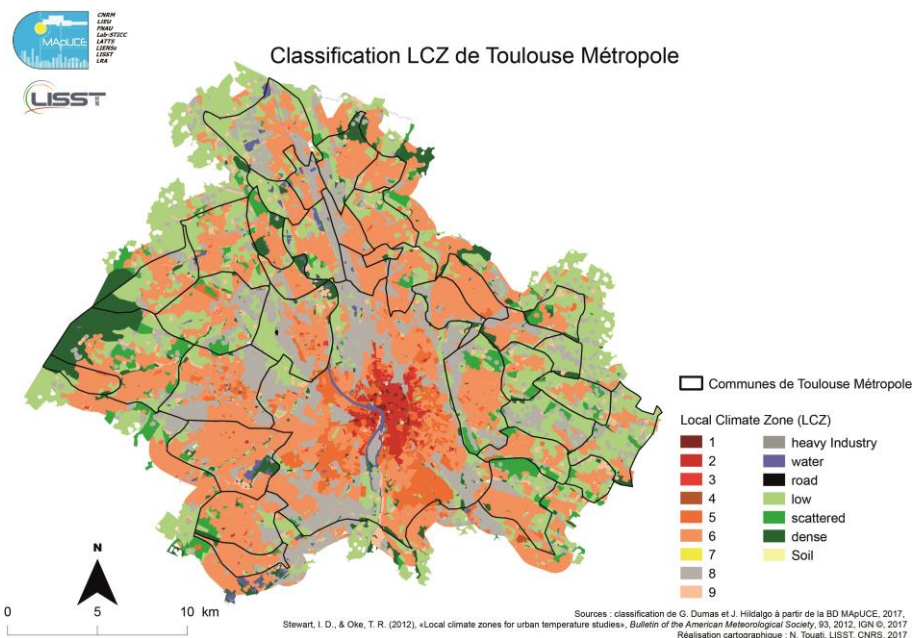 CNRM
LIEU
FNAU
Lab-STICC
LATTS
LIENSs
LISST
LRA
MApUCE
LISST
Classification LCZ de Toulouse Métropole
Communes de Toulouse Métropole
Local Climate Zone (LCZ)
1 heavy Industry
2 water
3 road
4 low
5 scattered
6 dense
7 Soil
8
9
N
0 5 10 km
Sources : classification de G. Dumas et J. Hidalgo à partir de la BD MApUCE, 2017,
Stewart, I. D., & Oke, T. R. (2012), «Local climate zones for urban temperature studies», Bulletin of the American Meteorological Society, 93, 2012, IGN ©, 2017
Réalisation cartographique : N. Touati, LISST, CNRS, 2017